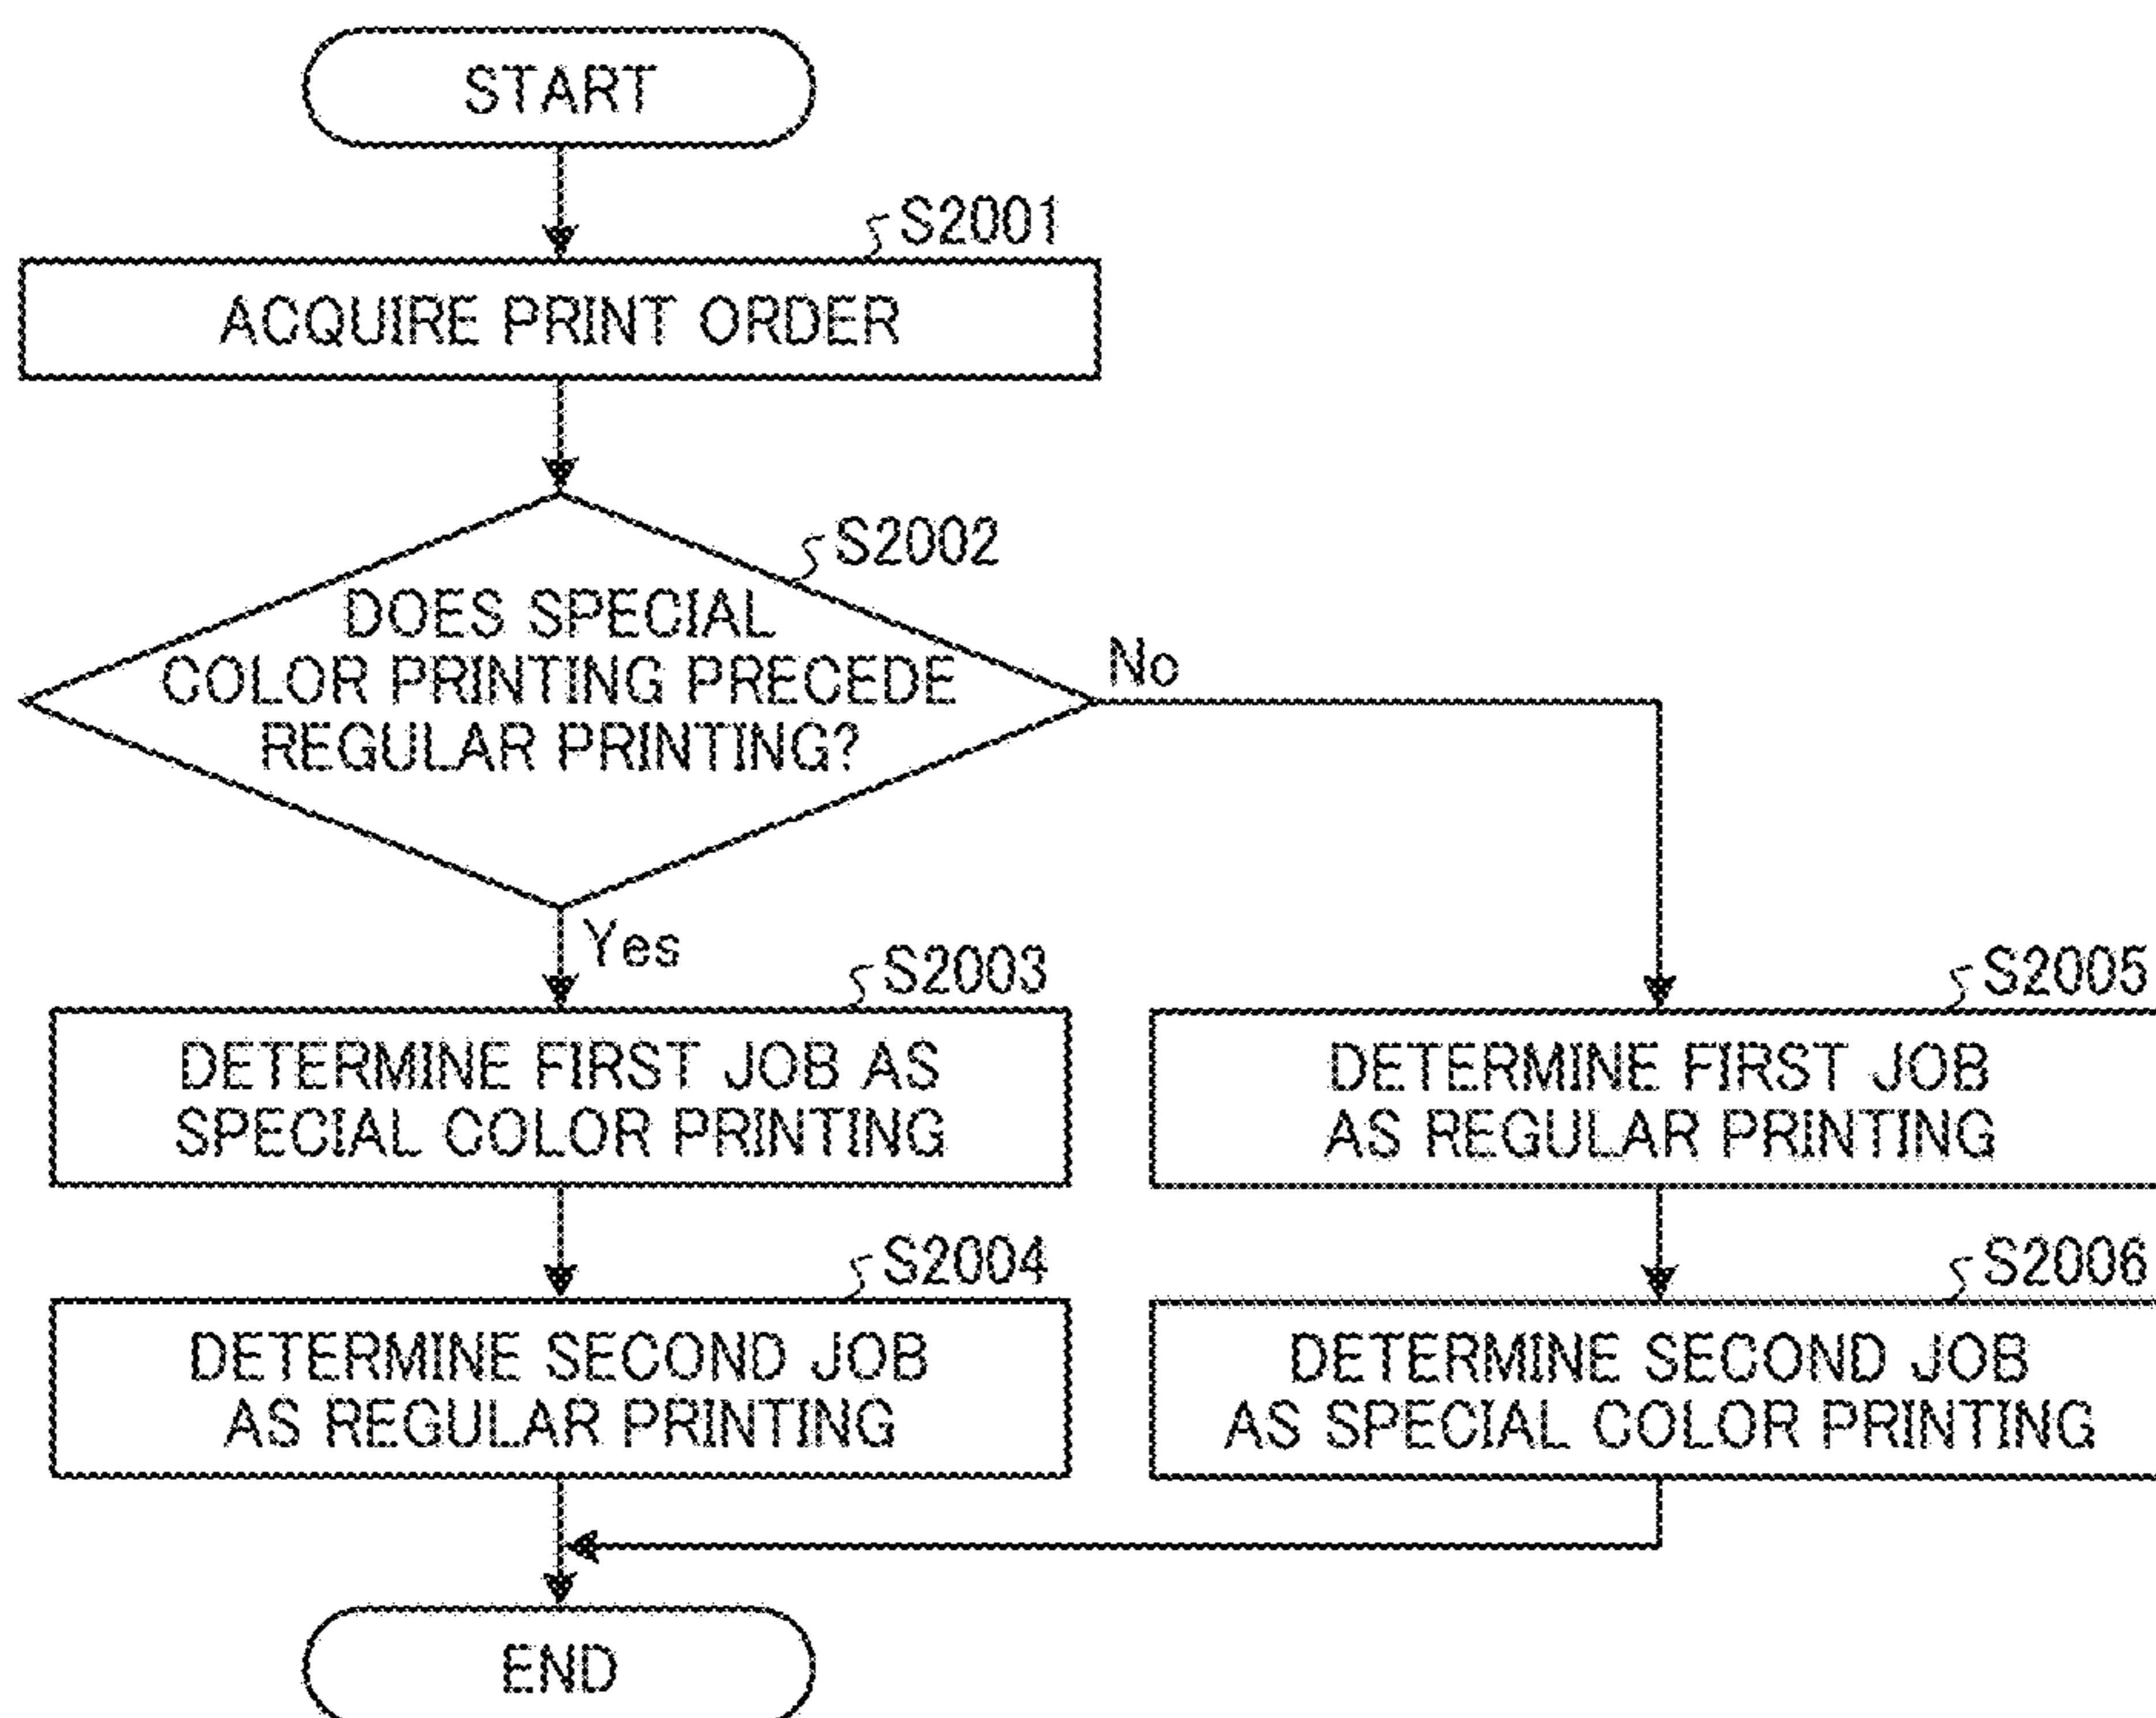 START
S2001
ACQUIRE PRINT ORDER
S2002
DOES SPECIAL
COLOR PRINTING PRECEDE
REGULAR PRINTING?
No
Yes
S2003
DETERMINE FIRST JOB AS
SPECIAL COLOR PRINTING
S2005
DETERMINE FIRST JOB
AS REGULAR PRINTING
S2004
DETERMINE SECOND JOB
AS REGULAR PRINTING
S2006
DETERMINE SECOND JOB
AS SPECIAL COLOR PRINTING
END